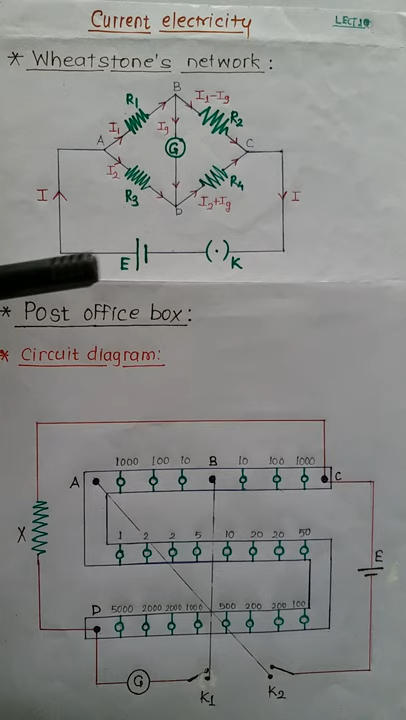 Current electricity
LECT 19
* Wheatstone's network :
B
R1
I1-Ig
R2
I1
Ig
A
G
C
I2
R3
R4
I2+Ig
D
I
I
E
K
* Post office box :
* Circuit diagram:
1000 100 10 B 10 100 1000
A
C
X
1 2 2 5 10 20 20 50
E
D 5000 2000 2000 1000 500 200 200 100
G
K1
K2